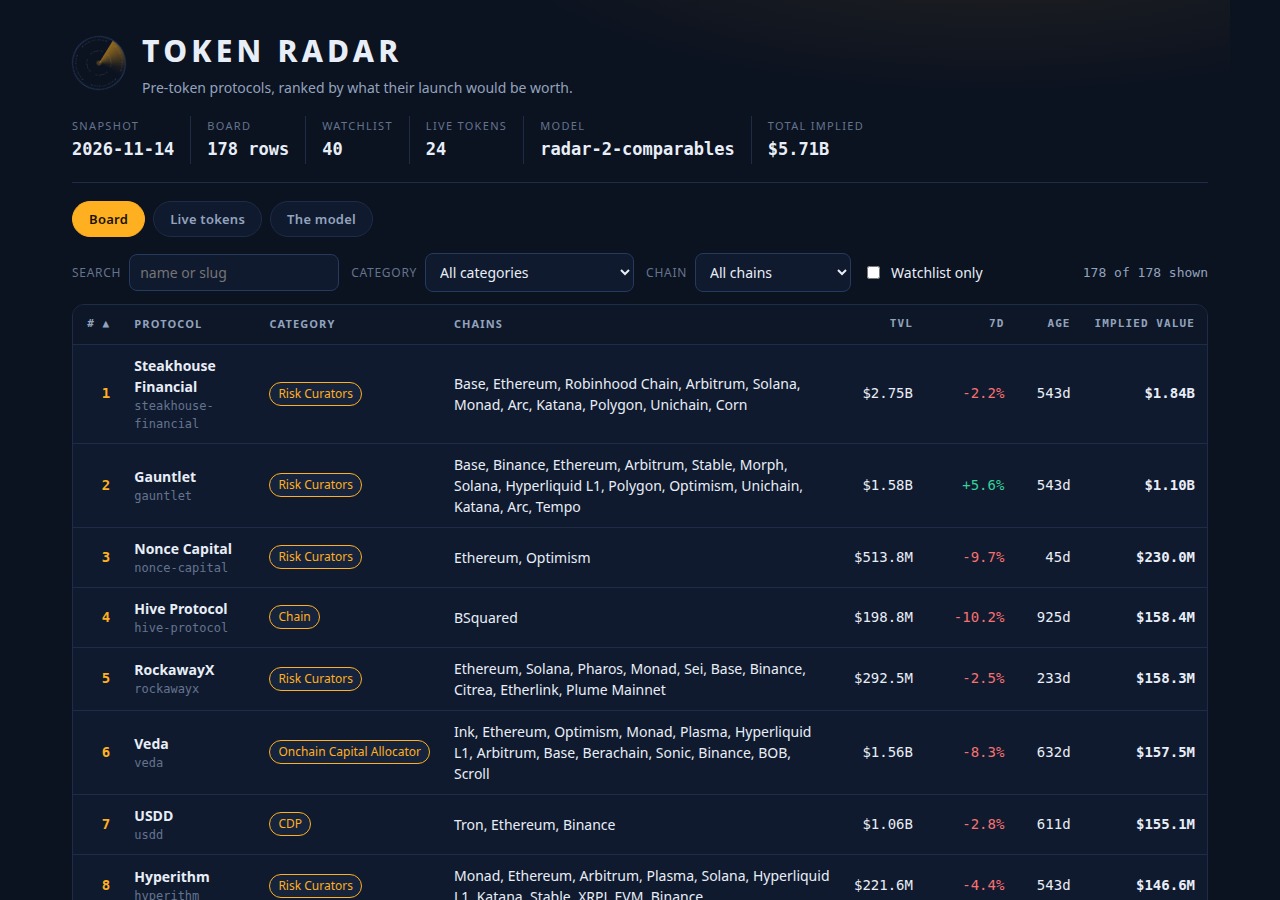 TOKEN RADAR
Pre-token protocols, ranked by what their launch would be worth.
SNAPSHOT BOARD WATCHLIST LIVE TOKENS MODEL TOTAL IMPLIED
2026-11-14 178 rows 40 24 radar-2-comparables $5.71B
Board Live tokens The model
SEARCH name or slug CATEGORY All categories CHAIN All chains Watchlist only 178 of 178 shown
# ▲ PROTOCOL CATEGORY CHAINS TVL 7D AGE IMPLIED VALUE
1 Steakhouse Financial steakshouse-financial Risk Curators Base, Ethereum, Robinhood Chain, Arbitrum, Solana,
Monad, Arc, Katana, Polygon, Unichain, Corn $2.75B -2.2% 543d $1.84B
2 Gauntlet gauntlet Risk Curators Base, Binance, Ethereum, Arbitrum, Stable, Morph,
Solana, Hyperliquid L1, Polygon, Optimism, Unichain,
Katana, Arc, Tempo $1.58B +5.6% 543d $1.10B
3 Nonce Capital nonce-capital Risk Curators Ethereum, Optimism $513.8M -9.7% 45d $230.0M
4 Hive Protocol hive-protocol Chain BSquared $198.8M -10.2% 925d $158.4M
5 RockawayX rockawayx Risk Curators Ethereum, Solana, Pharos, Monad, Sei, Base, Binance,
Citrea, Etherlink, Plume Mainnet $292.5M -2.5% 233d $158.3M
6 Veda veda Onchain Capital Allocator Ink, Ethereum, Optimism, Monad, Plasma, Hyperliquid
L1, Arbitrum, Base, Berachain, Sonic, Binance, BOB,
Scroll $1.56B -8.3% 632d $157.5M
7 USDD usdd CDP Tron, Ethereum, Binance $1.06B -2.8% 611d $155.1M
8 Hyperithm hyperithm Risk Curators Monad, Ethereum, Arbitrum, Plasma, Solana, Hyperliquid
L1, Katana, Stable, XRPL EVM, Binance $221.6M -4.4% 543d $146.6M